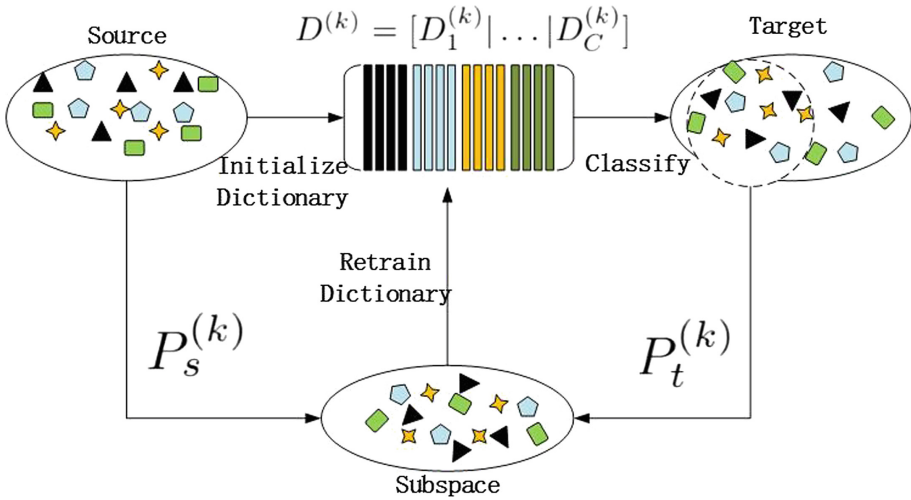 Source
D^{(k)} = [D_1^{(k)}| ... |D_C^{(k)}]
Target
Initialize
Dictionary
Classify
Retrain
Dictionary
P_s^{(k)}
P_t^{(k)}
Subspace